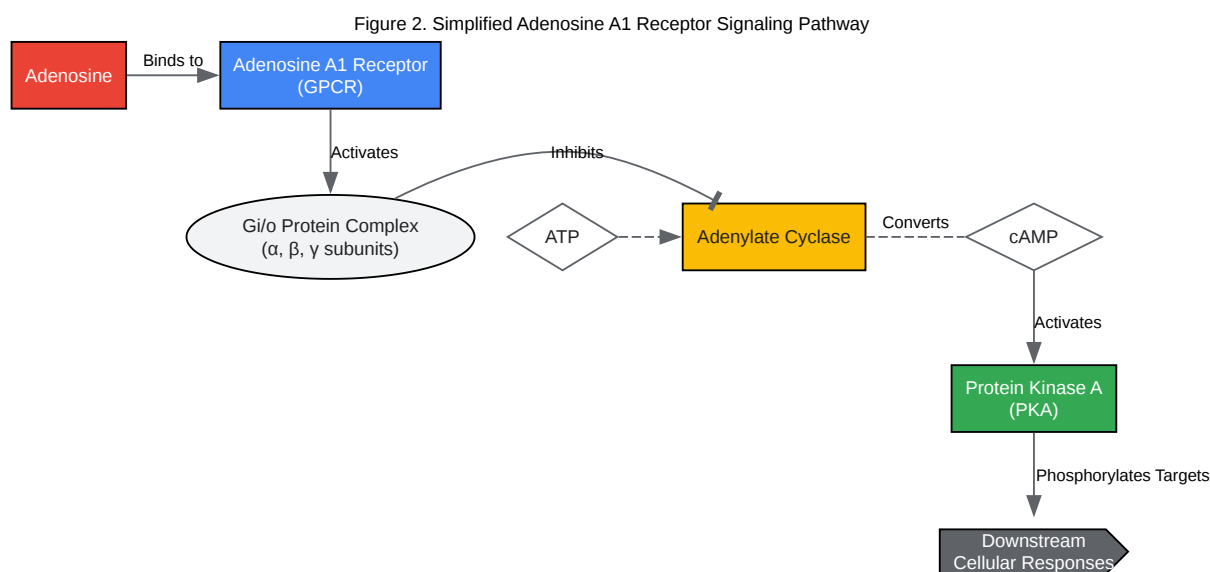 Figure 2. Simplified Adenosine A1 Receptor Signaling Pathway
Adenosine
Binds to
Adenosine A1 Receptor
(GPCR)
Activates
Inhibits
Gi/o Protein Complex
(α, β, γ subunits)
ATP
Adenylate Cyclase
Converts
cAMP
Activates
Protein Kinase A
(PKA)
Phosphorylates Targets
Downstream
Cellular Responses